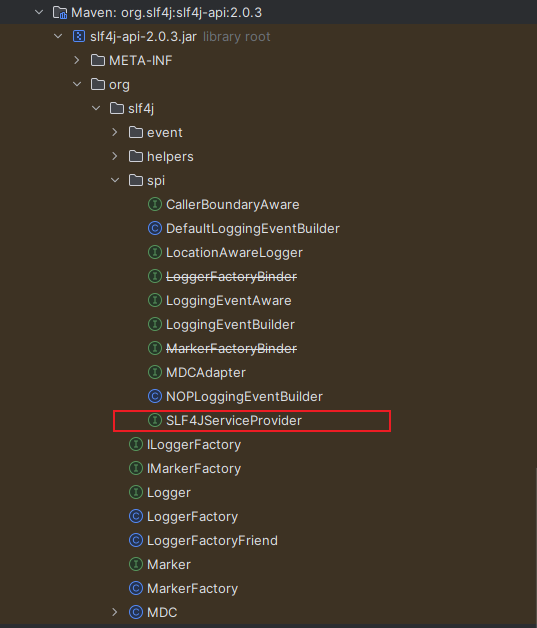 Maven: org.slf4j:slf4j-api:2.0.3
slf4j-api-2.0.3.jar library root
META-INF
org
slf4j
event
helpers
spi
CallerBoundaryAware
DefaultLoggingEventBuilder
LocationAwareLogger
LoggerFactoryBinder
LoggingEventAware
LoggingEventBuilder
MarkerFactoryBinder
MDCAdapter
NOPLoggingEventBuilder
SLF4JServiceProvider
ILoggerFactory
IMarkerFactory
Logger
LoggerFactory
LoggerFactoryFriend
Marker
MarkerFactory
MDC